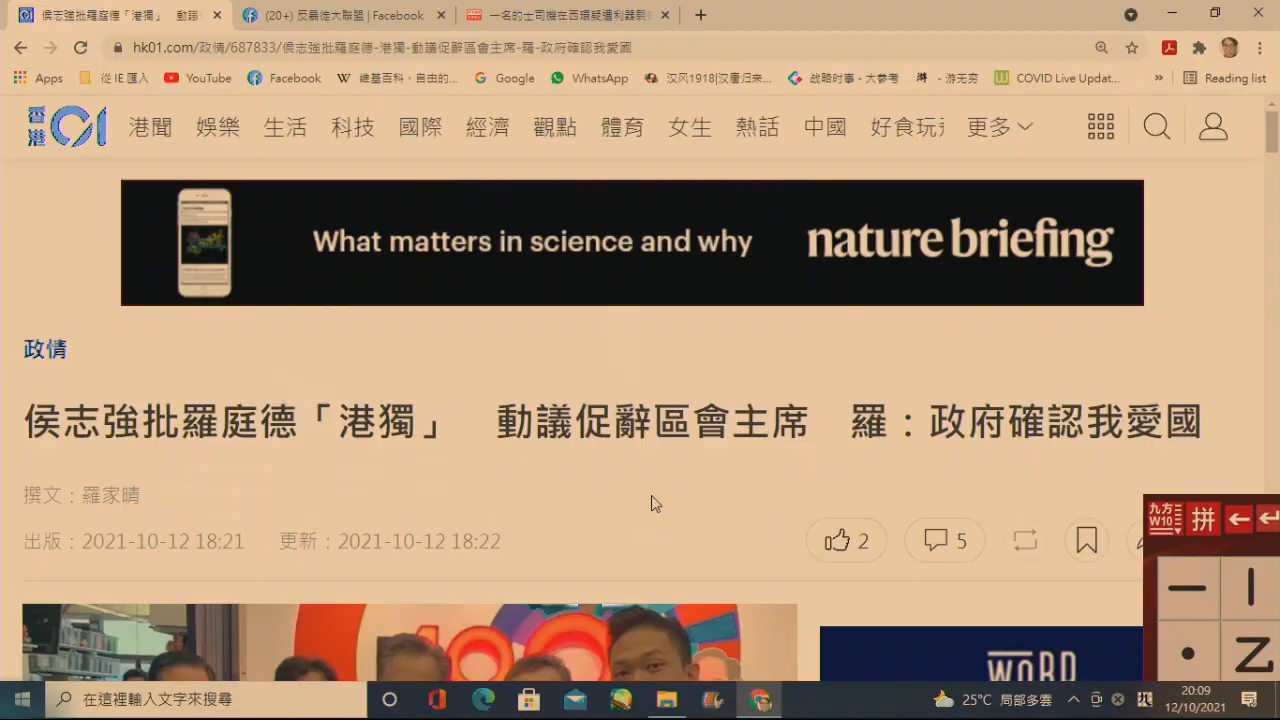 侯志強批羅庭德「港獨」 動議
(20+) 反暴徒大聯盟 | Facebook
一名的士司機在西環疑遭利器
hk01.com/政情/687833/侯志強批羅庭德-港獨-動議促辭區會主席-羅-政府確認我愛國
Apps
從 IE 匯入
YouTube
Facebook
維基百科，自由的...
Google
WhatsApp
汉风1918|汉唐归来...
战略时事 - 大参考
- 游无穷
COVID Live Updat...
»
Reading list
香港01
港聞 娛樂 生活 科技 國際 經濟 觀點 體育 女生 熱話 中國 好食玩 更多
What matters in science and why
nature briefing
政情
侯志強批羅庭德「港獨」 動議促辭區會主席 羅：政府確認我愛國
撰文：羅家晴
出版：2021-10-12 18:21 更新：2021-10-12 18:22
2
5
九方
W10
拼
WORD
在這裡輸入文字來搜尋
25°C 局部多雲
20:09
12/10/2021